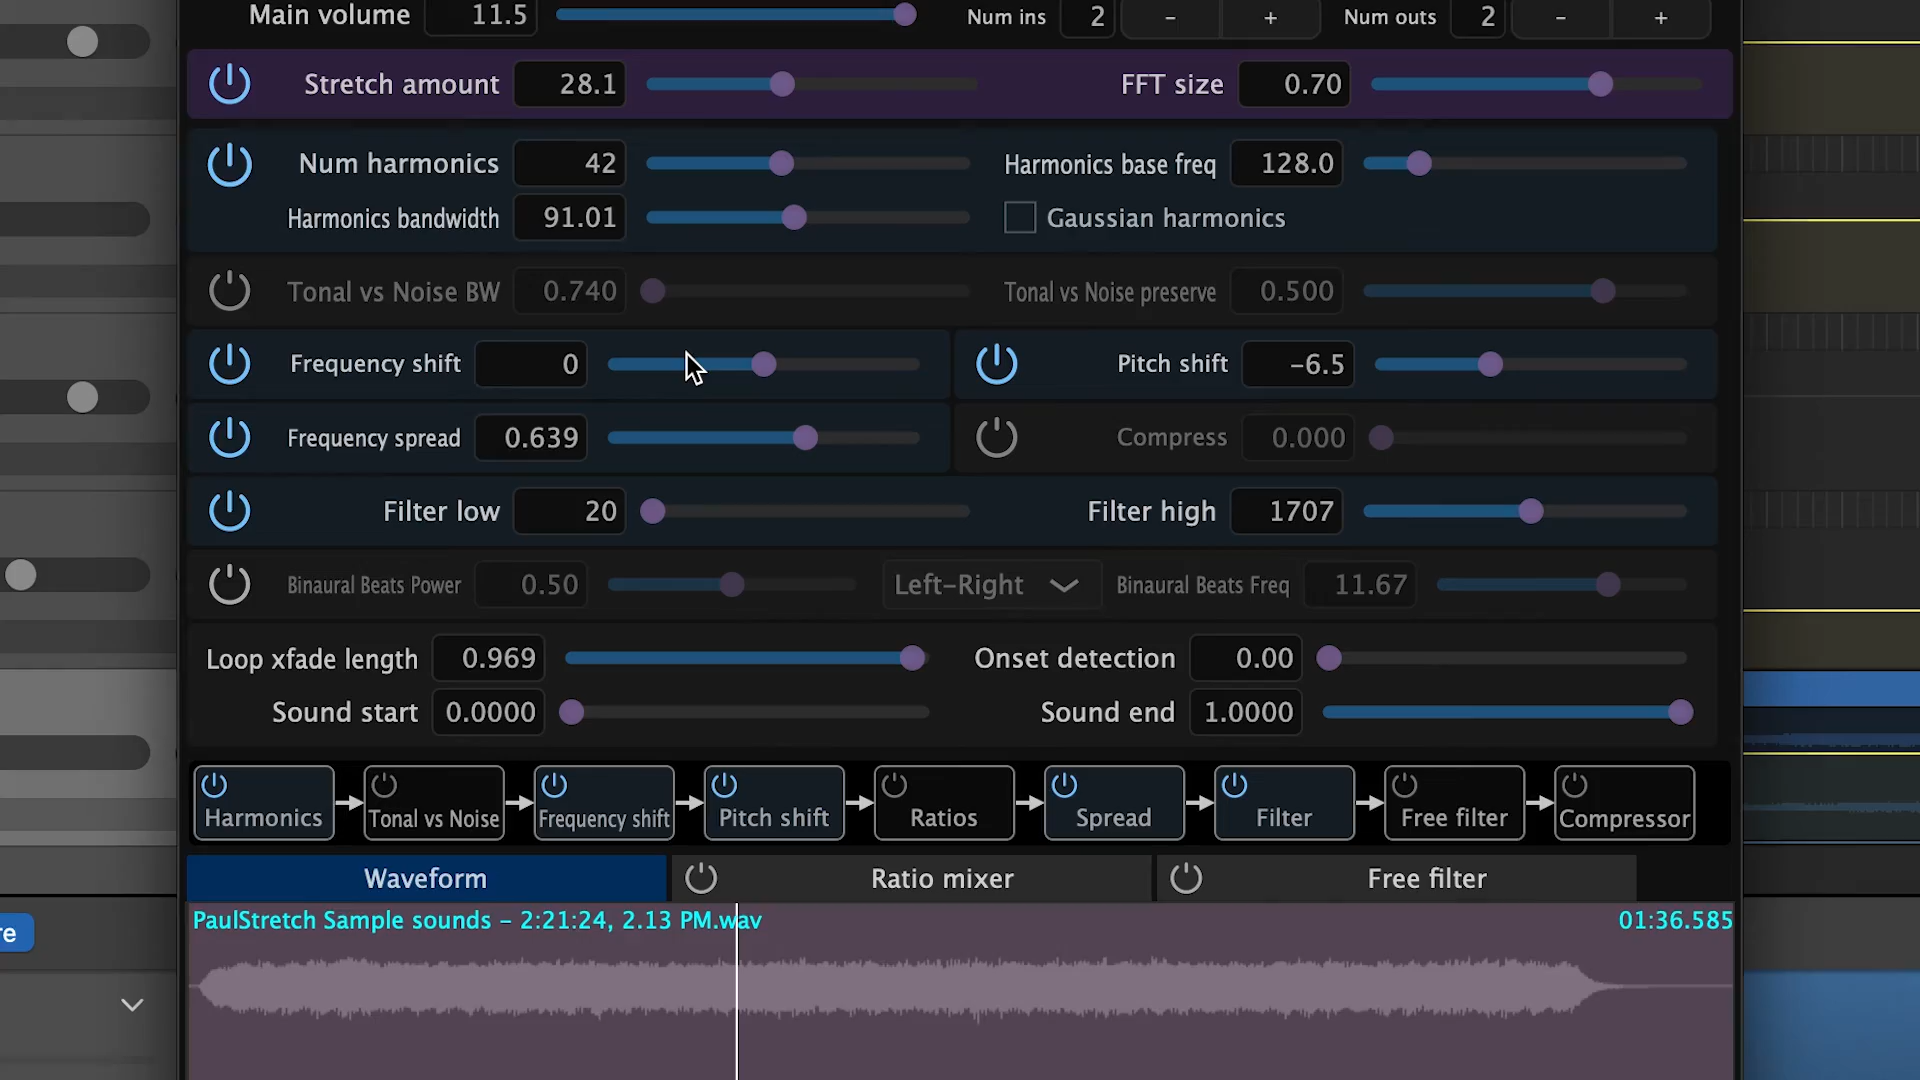 Main volume 11.5 Num ins 2 - + Num outs 2 - +
Stretch amount 28.1 FFT size 0.70
Num harmonics 42 Harmonics base freq 128.0
Harmonics bandwidth 91.01 Gaussian harmonics
Tonal vs Noise BW 0.740 Tonal vs Noise preserve 0.500
Frequency shift 0 Pitch shift -6.5
Frequency spread 0.639 Compress 0.000
Filter low 20 Filter high 1707
Binaural Beats Power 0.50 Left-Right Binaural Beats Freq 11.67
Loop xfade length 0.969 Onset detection 0.00
Sound start 0.0000 Sound end 1.0000
Harmonics Tonal vs Noise Frequency shift Pitch shift Ratios Spread Filter Free filter Compressor
Waveform Ratio mixer Free filter
PaulStretch Sample sounds - 2:21:24, 2.13 PM.wav 01:36.585
re